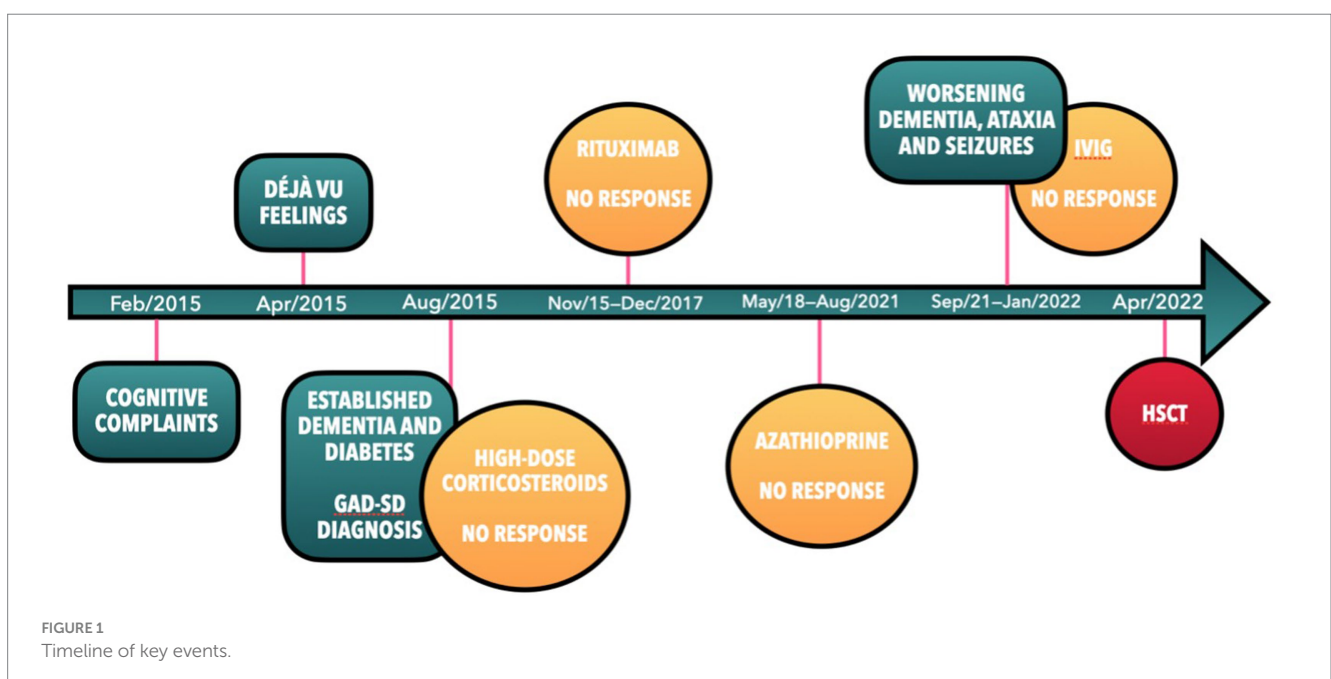 WORSENING
DEMENTIA, ATAXIA
AND SEIZURES
IVIG
NO RESPONSE
RITUXIMAB
NO RESPONSE
DÉJÀ VU
FEELINGS
Feb/2015
Apr/2015
Aug/2015
Nov/15–Dec/2017
May/18–Aug/2021
Sep/21–Jan/2022
Apr/2022
COGNITIVE
COMPLAINTS
ESTABLISHED
DEMENTIA AND
DIABETES
GAD-SD
DIAGNOSIS
HIGH-DOSE
CORTICOSTEROIDS
NO RESPONSE
AZATHIOPRINE
NO RESPONSE
HSCT
FIGURE 1
Timeline of key events.